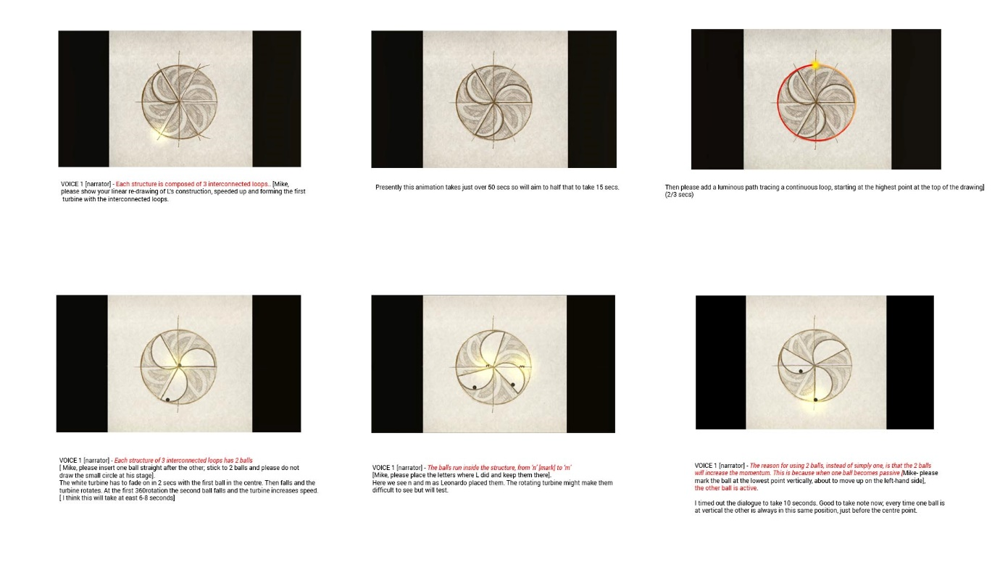 VOICE 1 [narrator] - Each structure is composed of 3 interconnected loops.. [Mike,
please show your linear re-drawing of L's construction, speeded up and forming the first
turbine with the interconnected loops.
Presently this animation takes just over 50 secs so will aim to half that to take 15 secs.
Then please add a luminous path tracing a continuous loop, starting at the highest point at the top of the drawing]
(2/3 secs)
n
m
VOICE 1 [narrator] - Each structure of 3 interconnected loops has 2 balls
[ Mike, please insert one ball straight after the other; stick to 2 balls and please do not
draw the small circle at his stage].
The white turbine has to fade on in 2 secs with the first ball in the centre. Then falls and the
turbine rotates. At the first 360rotation the second ball falls and the turbine increases speed.
[ I think this will take at east 6-8 seconds]
VOICE 1 [narrator] - The balls run inside the structure, from 'n' [mark] to 'm'
[Mike, please place the letters where L did and keep them there].
Here we see n and m as Leonardo placed them. The rotating turbine might make them
difficult to see but will test.
VOICE 1 [narrator] - The reason for using 2 balls, instead of simply one, is that the 2 balls
will increase the momentum. This is because when one ball becomes passive [Mike- please
mark the ball at the lowest point vertically, about to move up on the left-hand side],
the other ball is active.
I timed out the dialogue to take 10 seconds. Good to take note now; every time one ball is
at vertical the other is always in this same position, just before the centre point.